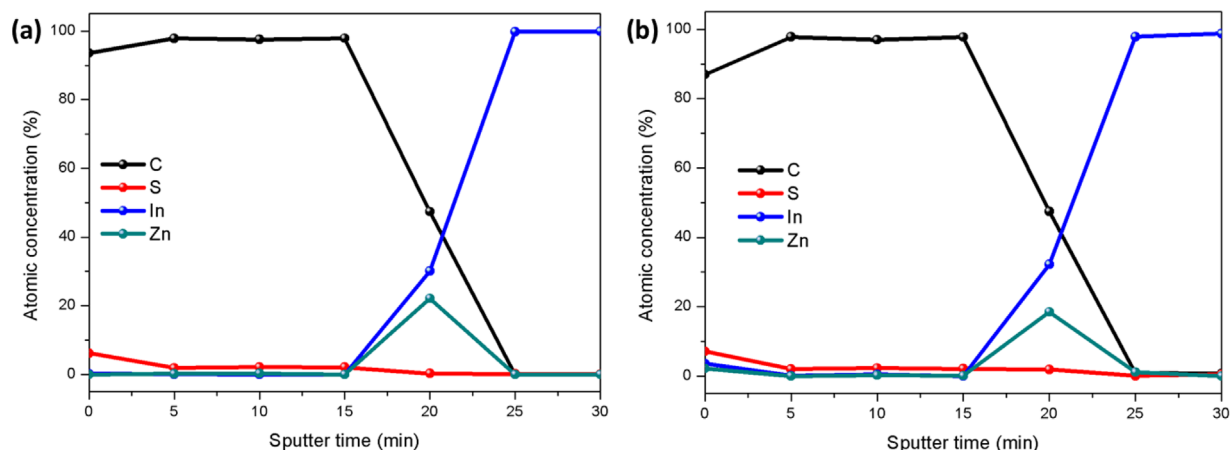 (a)
100
80
60
40
20
0
Atomic concentration (%)
C
S
In
Zn
0 5 10 15 20 25 30
Sputter time (min)
(b)
100
80
60
40
20
0
Atomic concentration (%)
C
S
In
Zn
0 5 10 15 20 25 30
Sputter time (min)